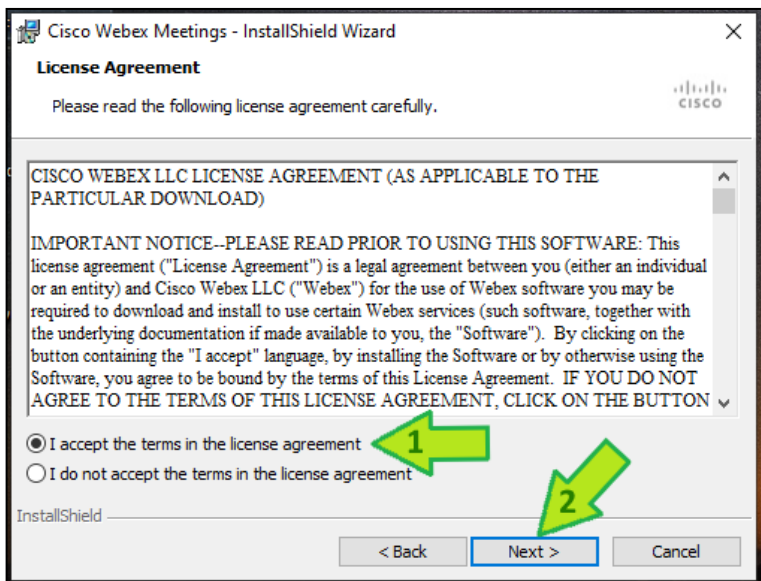 Cisco Webex Meetings - InstallShield Wizard
License Agreement
Please read the following license agreement carefully.
CISCO
CISCO WEBEX LLC LICENSE AGREEMENT (AS APPLICABLE TO THE
PARTICULAR DOWNLOAD)
IMPORTANT NOTICE--PLEASE READ PRIOR TO USING THIS SOFTWARE: This
license agreement ("License Agreement") is a legal agreement between you (either an individual
or an entity) and Cisco Webex LLC ("Webex") for the use of Webex software you may be
required to download and install to use certain Webex services (such software, together with
the underlying documentation if made available to you, the "Software").  By clicking on the
button containing the "I accept" language, by installing the Software or by otherwise using the
Software, you agree to be bound by the terms of this License Agreement.  IF YOU DO NOT
AGREE TO THE TERMS OF THIS LICENSE AGREEMENT, CLICK ON THE BUTTON
I accept the terms in the license agreement
1
I do not accept the terms in the license agreement
2
InstallShield
< Back
Next >
Cancel